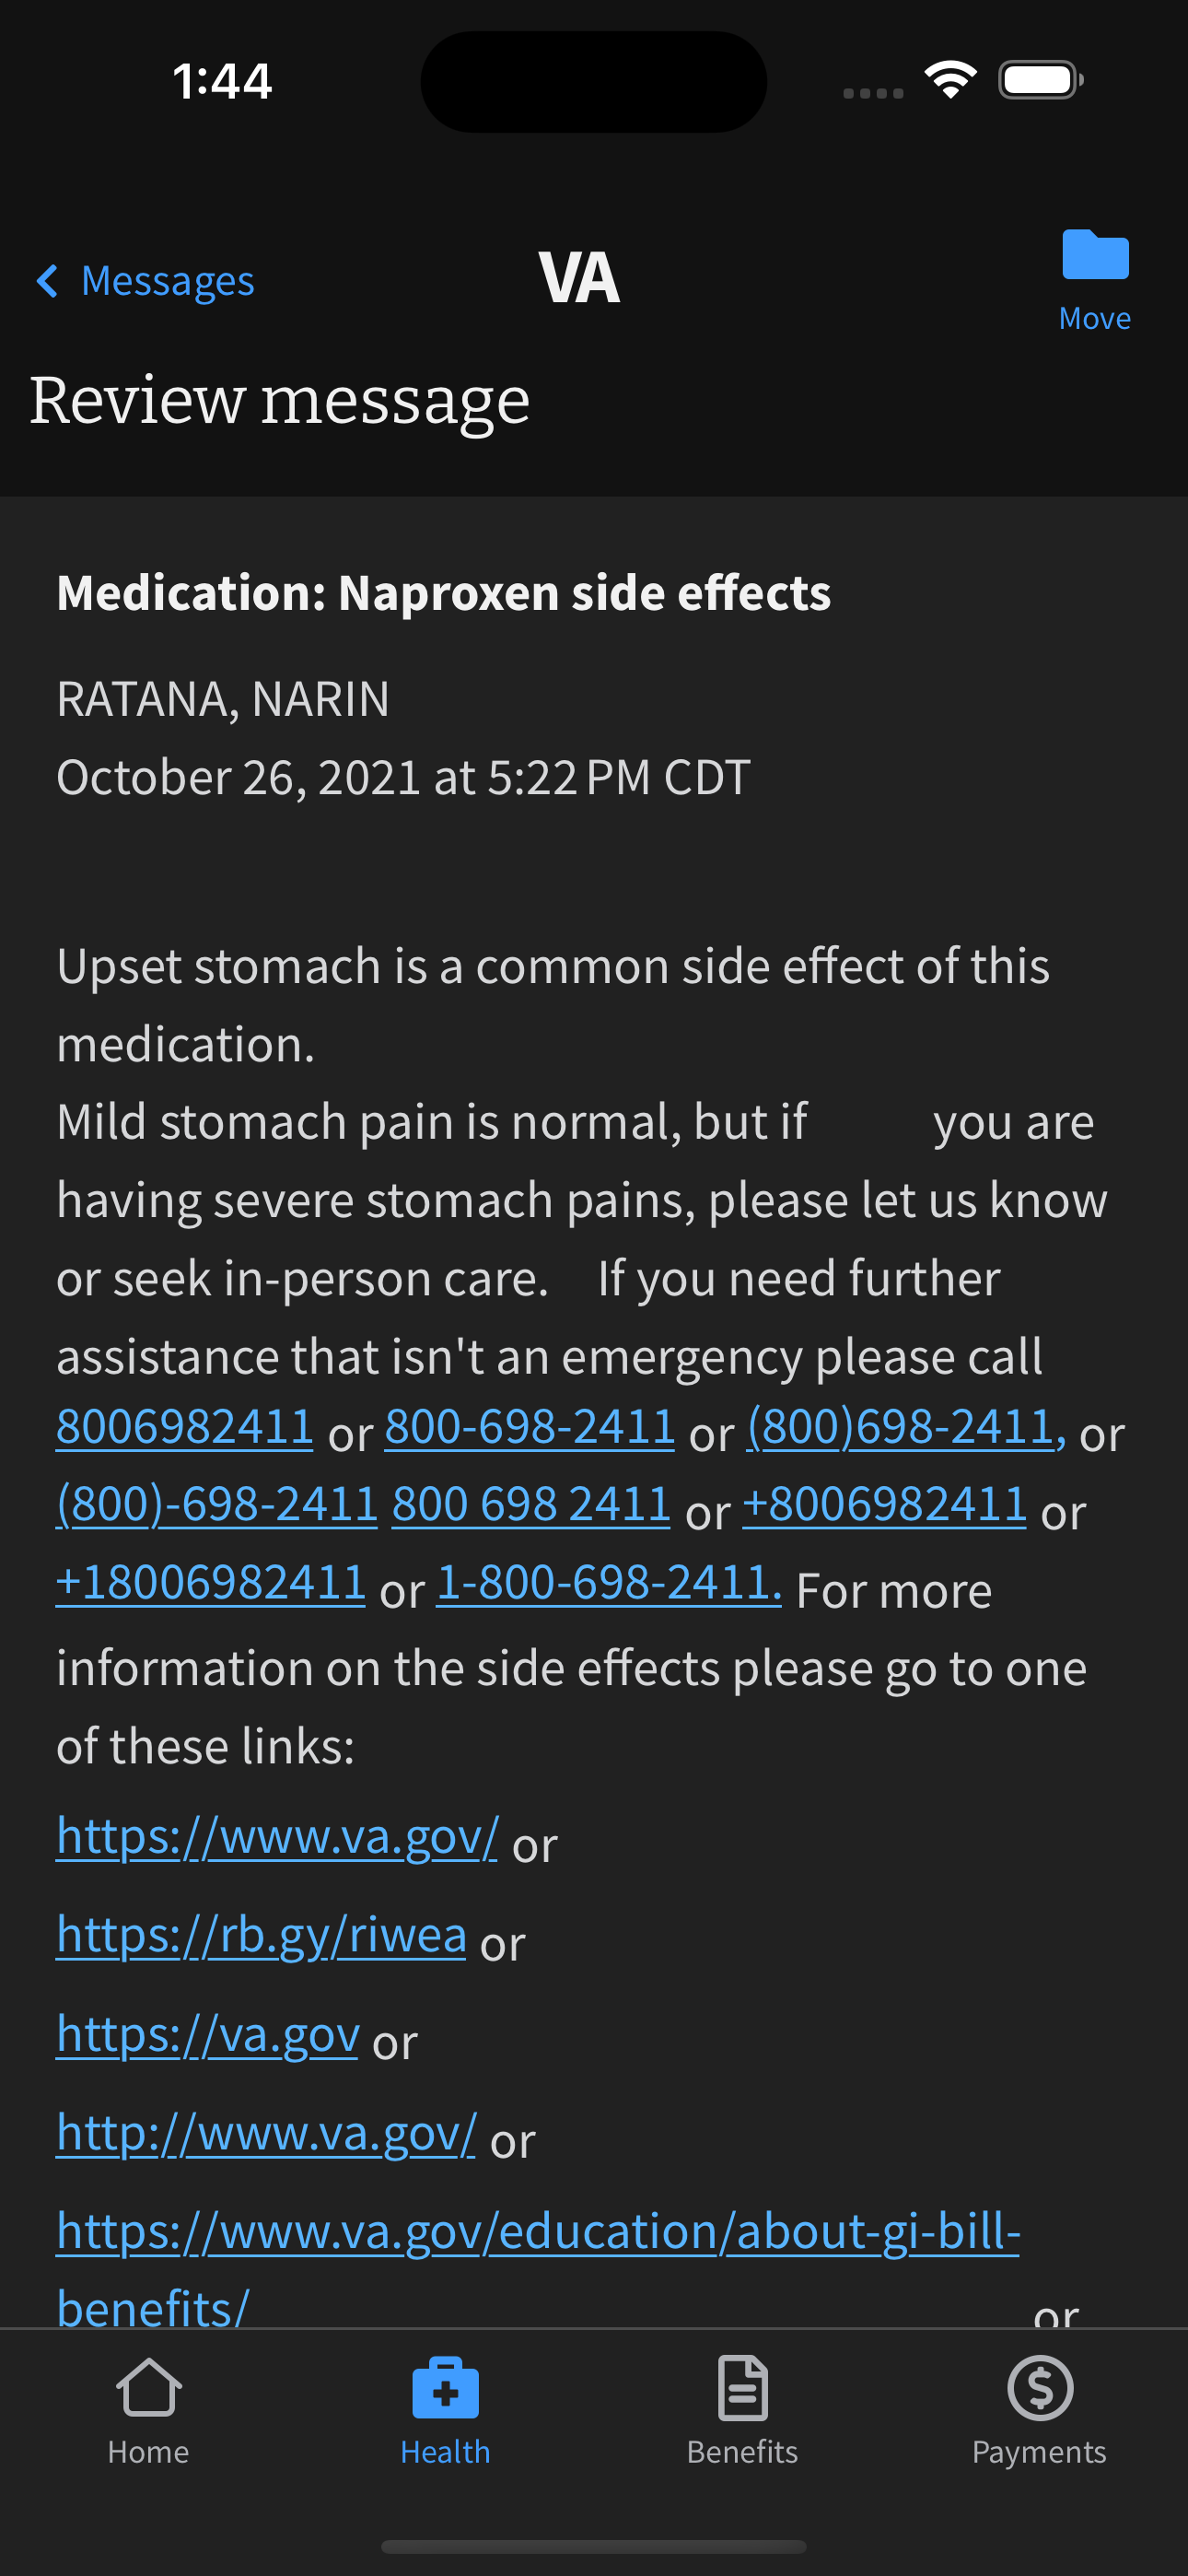 1:44
Messages
VA
Move
Review message
Medication: Naproxen side effects
RATANA, NARIN
October 26, 2021 at 5:22 PM CDT
Upset stomach is a common side effect of this
medication.
Mild stomach pain is normal, but if you are
having severe stomach pains, please let us know
or seek in-person care. If you need further
assistance that isn't an emergency please call
8006982411 or 800-698-2411 or (800)698-2411, or
(800)-698-2411 800 698 2411 or +8006982411 or
+18006982411 or 1-800-698-2411. For more
information on the side effects please go to one
of these links:
https://www.va.gov/ or
https://rb.gy/riwea or
https://va.gov or
http://www.va.gov/ or
https://www.va.gov/education/about-gi-bill-
benefits/ or
Home
Health
Benefits
Payments